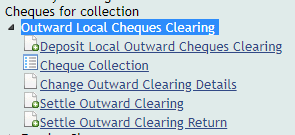 Cheques for collection
Outward Local Cheques Clearing
Deposit Local Outward Cheques Clearing
Cheque Collection
Change Outward Clearing Details
Settle Outward Clearing
Settle Outward Clearing Return